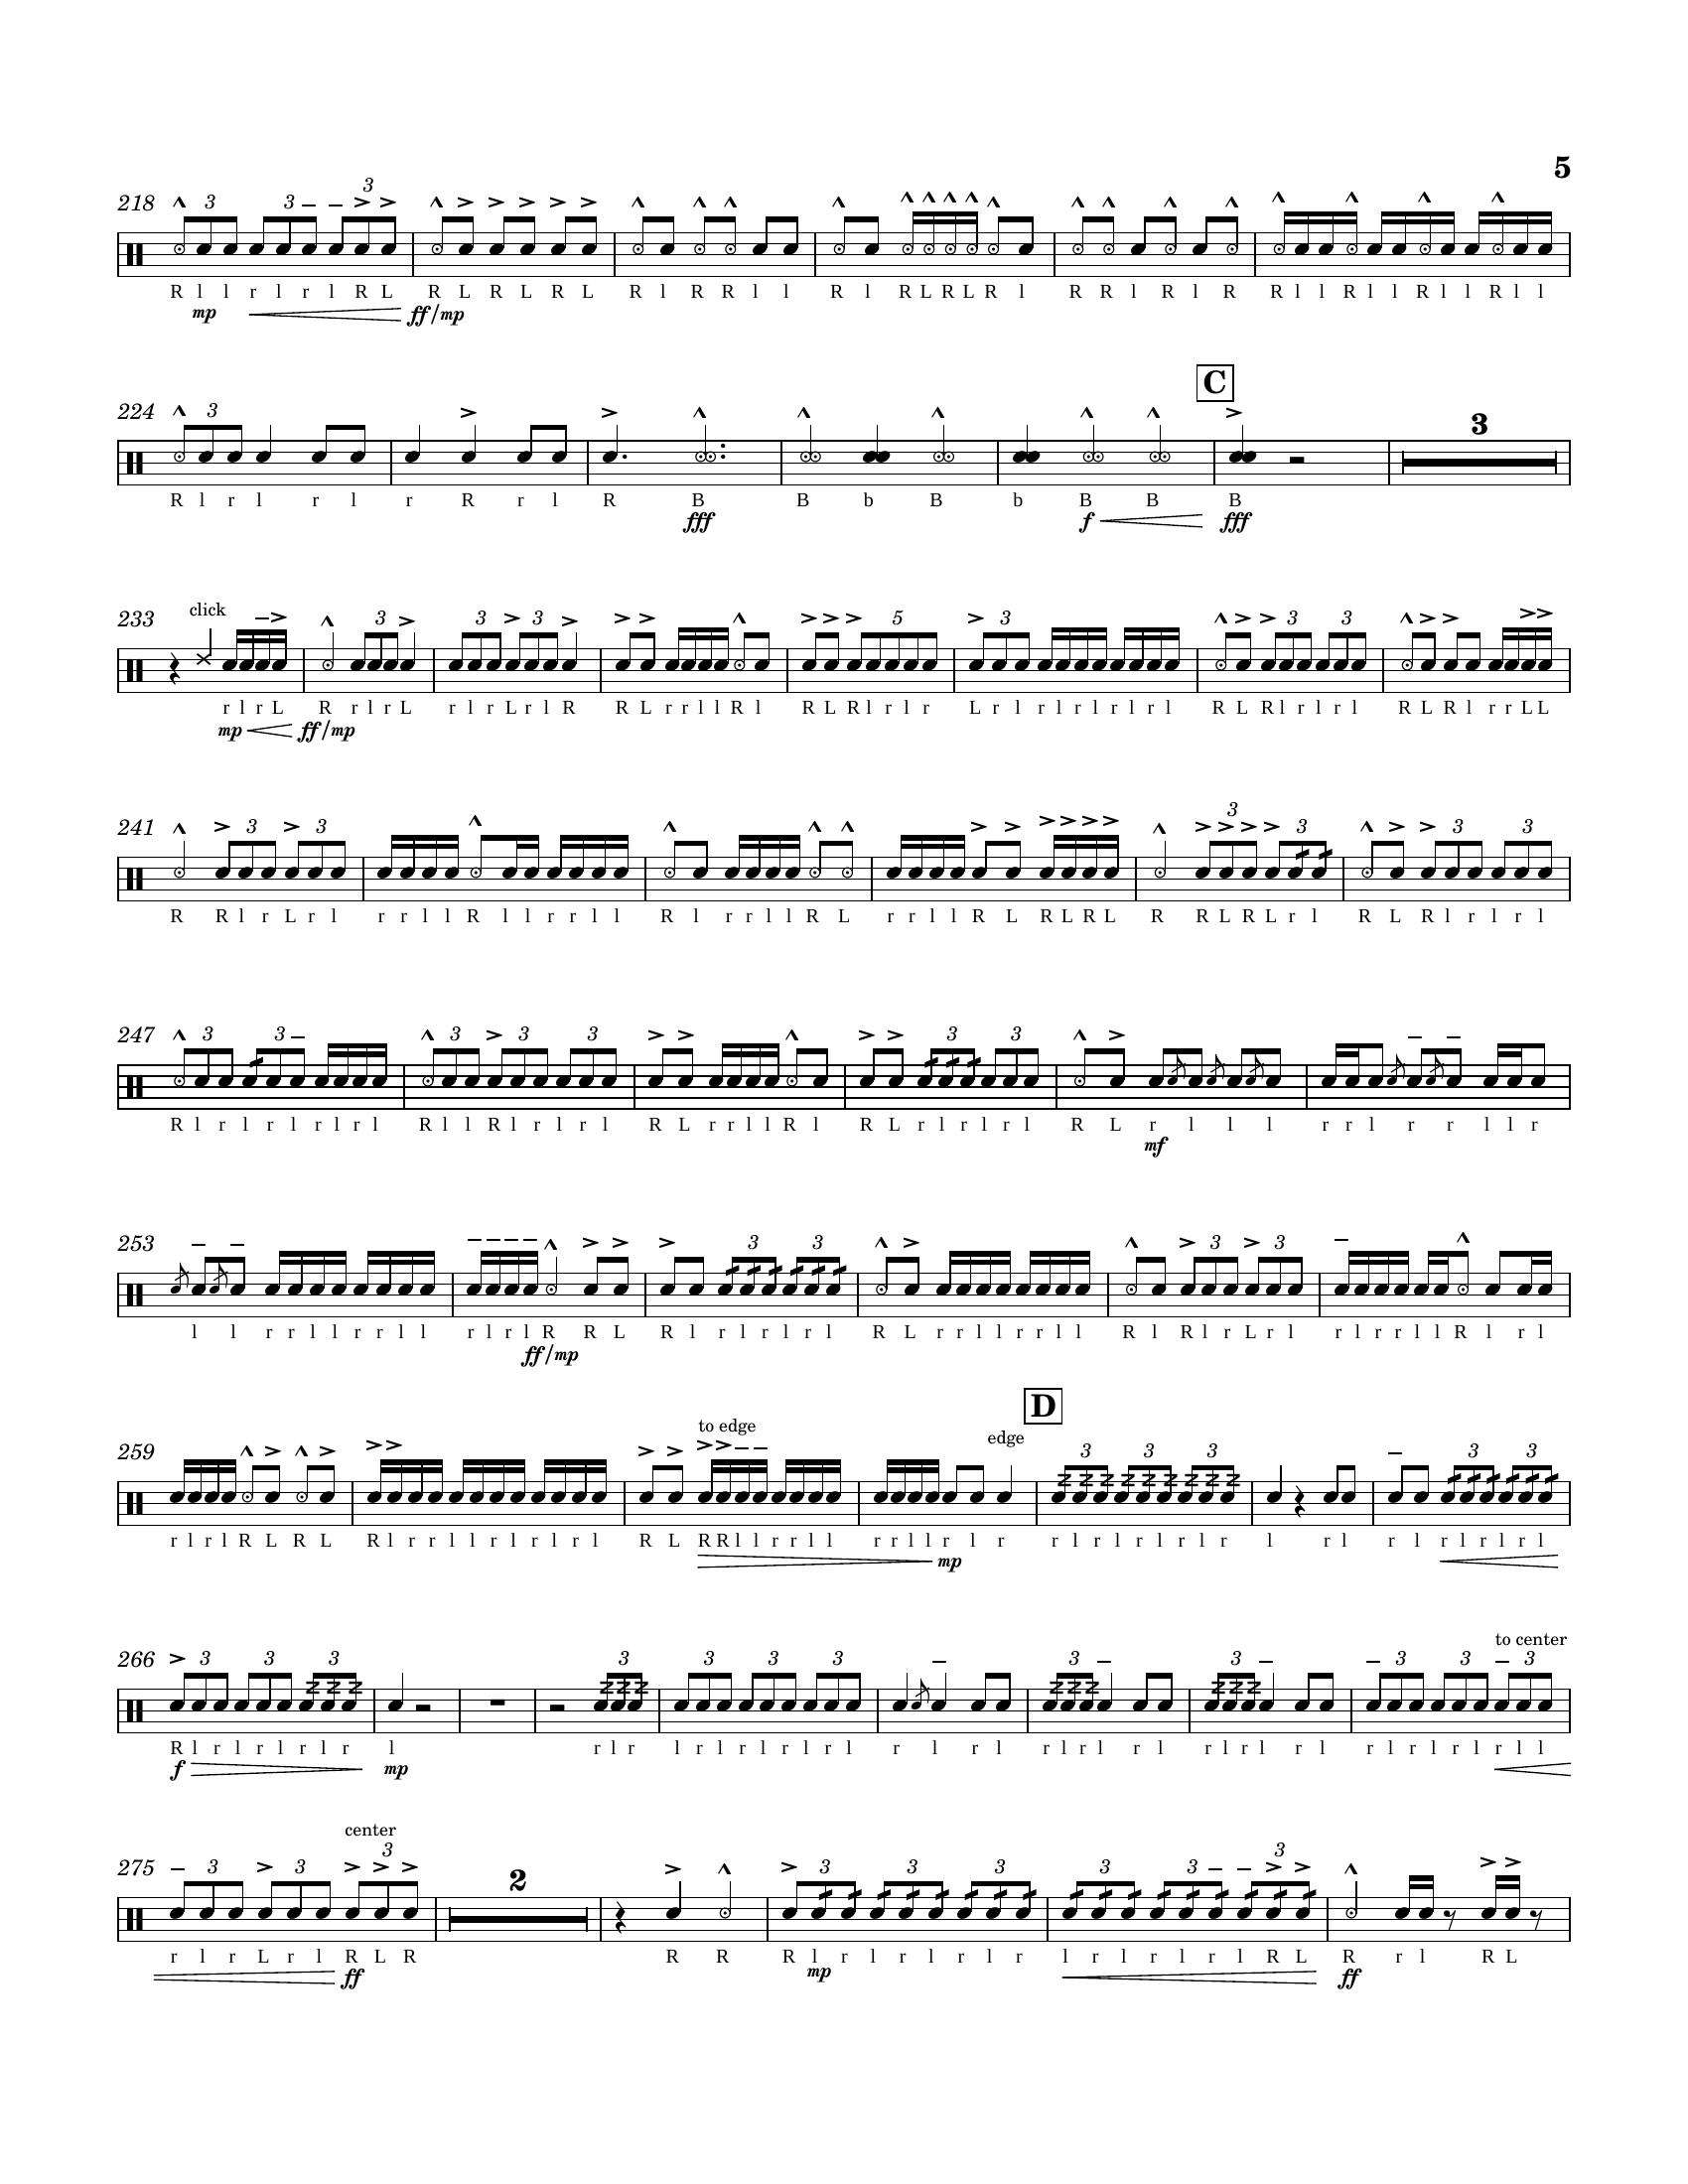 5
218 3 3 3
R l l r l r l R L R L R L R L R l R R l l R l R L R L R l R R l R l R R l l R l l R l l R l l
mp ff/mp
C
224 3 3
R l r l r l r R r l R B B b B b B B B
fff f fff
click
233 3 3 3 5 3 3 3
r l r L R r l r L r l r L r l R R L r r l l R l R L R l r l r L r l r l r l r l r l R L R l r l r l R L R l r r L L
mp ff/mp
241 3 3 3 3 3 3
R R l r L r l r r l l R l l r r l l R l r r l l R L r r l l R L R L R L R R L R L r l R L R l r l r l
247 3 3 3 3 3 3 3
R l r l r l r l r l R l l R l r l r l R L r r l l R l R L r l r l r l R L r l l l r r l r r l l r
mf
253 3 3 3 3
l l r r l l r r l l r l r l R R L R l r l r l r l R L r r l l r r l l R l R l r L r l r l r r l l R l r l
ff/mp
D
to edge edge
259 3 3 3 3 3
r l r l R L R L R l r r l l r l r l r l R L R R l l r r l l r r l l r l r r l r l r l r l r l r l r l r l r l r l
mp
to center
266 3 3 3 3 3 3 3 3 3 3 3 3
R l r l r l r l r l r l r l r l r l r l r l r l r l r l r l r l r l r l r l r l r l r l r l r l r l l
f mp
center
275 3 3 3 2 3 3 3 3 3 3
r l r L r l R L R R R R l r l r l r l r l r l r l r l R L R r l R L
ff mp ff